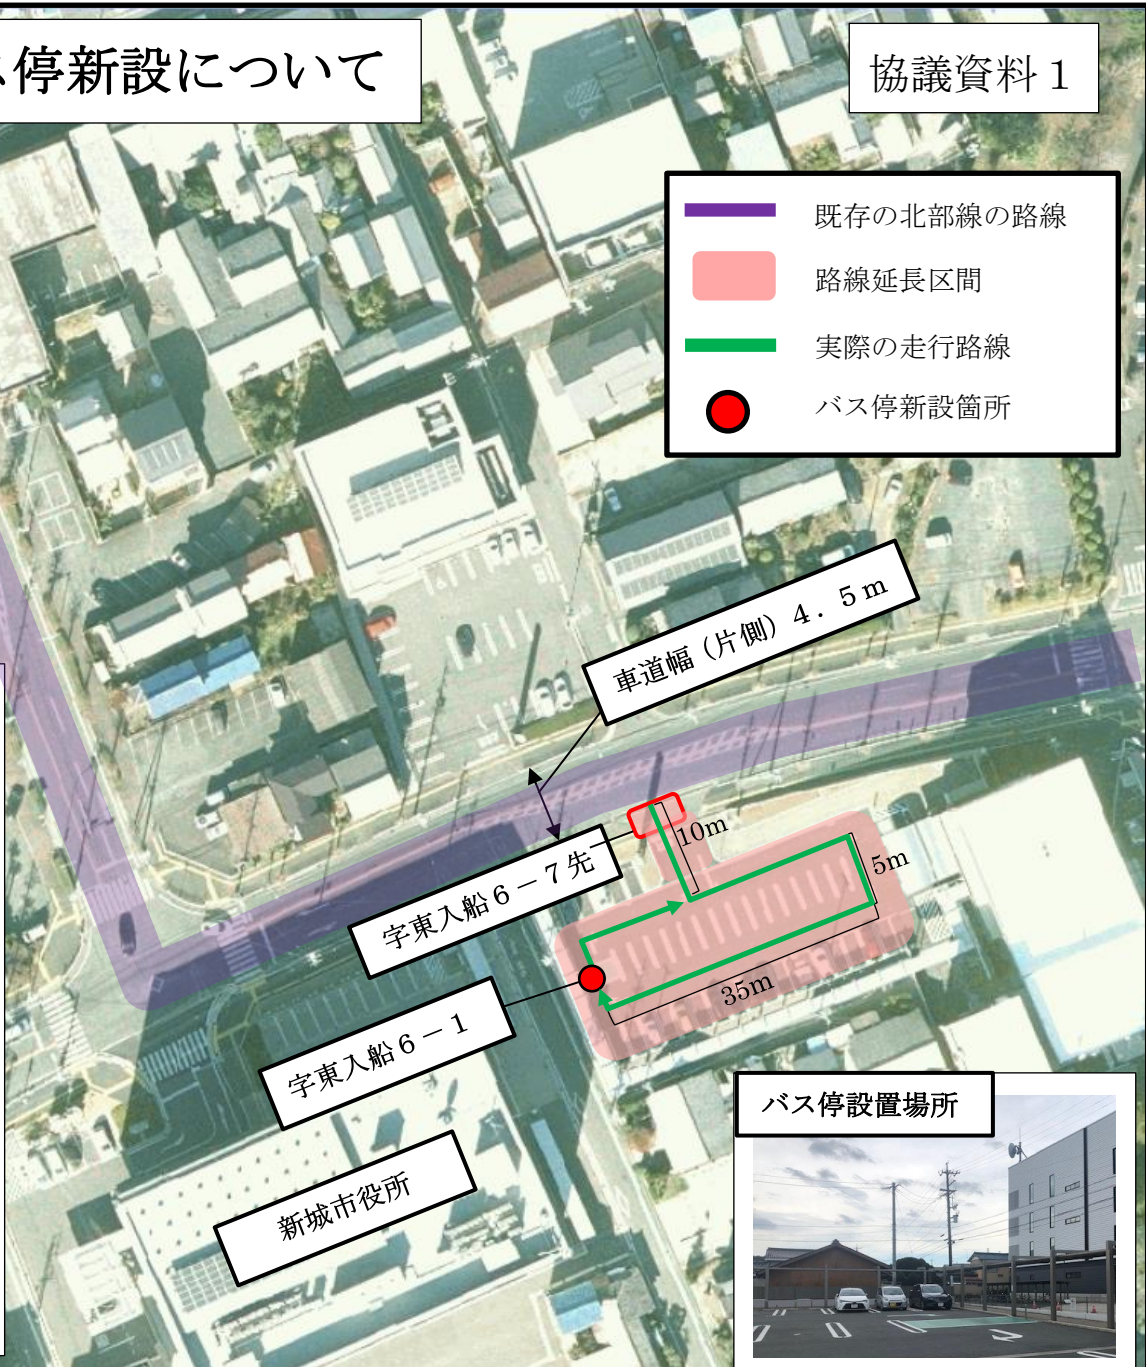 ス停新設について
協議資料１
既存の北部線の路線
路線延長区間
実際の走行路線
バス停新設箇所
車道幅（片側）４．５ｍ
10m
5m
字東入船６－７先
35m
字東入船６－１
新城市役所
バス停設置場所